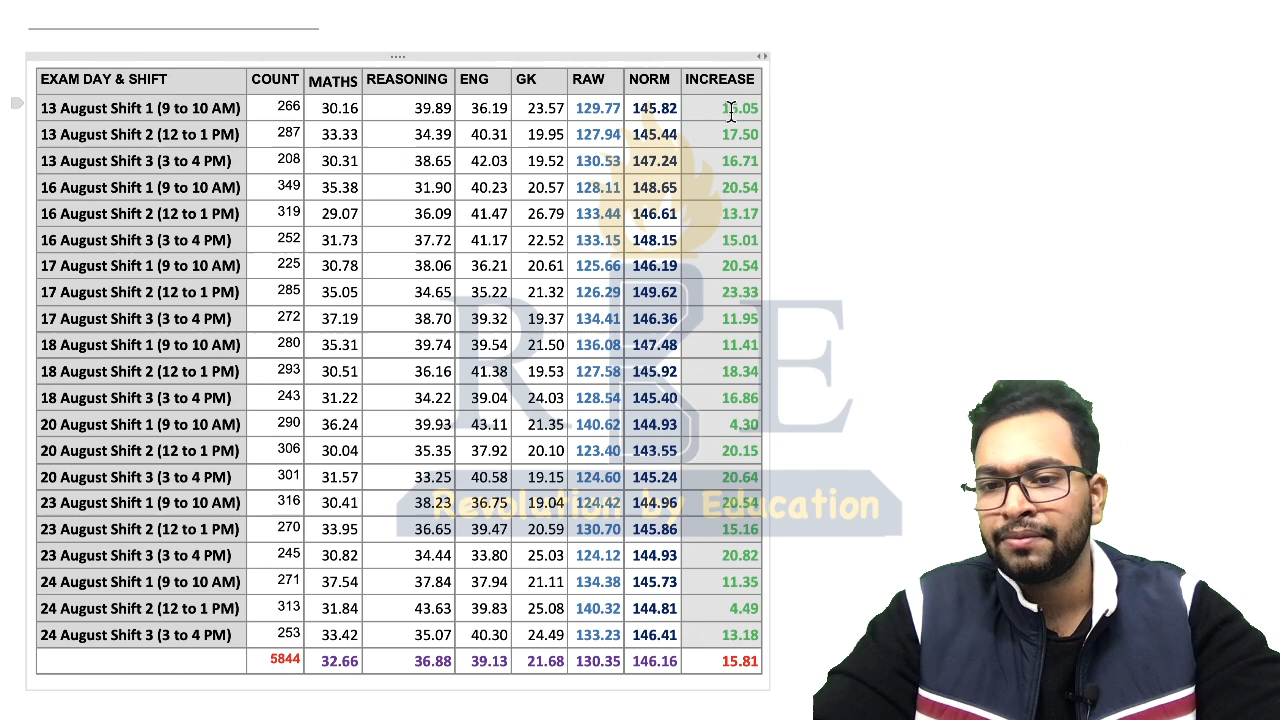 EXAM DAY & SHIFT COUNT MATHS REASONING ENG GK RAW NORM INCREASE
13 August Shift 1 (9 to 10 AM) 266 30.16 39.89 36.19 23.57 129.77 145.82
13 August Shift 2 (12 to 1 PM) 287 33.33 34.39 40.31 19.95 127.94 145.44 17.50
13 August Shift 3 (3 to 4 PM) 208 30.31 38.65 42.03 19.52 130.53 147.24 16.71
16 August Shift 1 (9 to 10 AM) 349 35.38 31.90 40.23 20.57 128.11 148.65 20.54
16 August Shift 2 (12 to 1 PM) 319 29.07 36.09 41.47 26.79 133.44 146.61 13.17
16 August Shift 3 (3 to 4 PM) 252 31.73 37.72 41.17 22.52 133.15 148.15 15.01
17 August Shift 1 (9 to 10 AM) 225 30.78 38.06 36.21 20.61 125.66 146.19 20.54
17 August Shift 2 (12 to 1 PM) 285 35.05 34.65 35.22 21.32 126.29 149.62 23.33
17 August Shift 3 (3 to 4 PM) 272 37.19 38.70 39.32 19.37 134.41 146.36 11.95
18 August Shift 1 (9 to 10 AM) 280 35.31 39.74 39.54 21.50 136.08 147.48 11.41
18 August Shift 2 (12 to 1 PM) 293 30.51 36.16 41.38 19.53 127.58 145.92 18.34
18 August Shift 3 (3 to 4 PM) 243 31.22 34.22 39.04 24.03 128.54 145.40 16.86
20 August Shift 1 (9 to 10 AM) 290 36.24 39.93 43.11 21.35 140.62 144.93 4.30
20 August Shift 2 (12 to 1 PM) 306 30.04 35.35 37.92 20.10 123.40 143.55 20.15
20 August Shift 3 (3 to 4 PM) 301 31.57 33.25 40.58 19.15 124.60 145.24 20.64
23 August Shift 1 (9 to 10 AM) 316 30.41 38.23 36.75 19.04 124.42 144.96 20.54
23 August Shift 2 (12 to 1 PM) 270 33.95 36.65 39.47 20.59 130.70 145.86 15.16
23 August Shift 3 (3 to 4 PM) 245 30.82 34.44 33.80 25.03 124.12 144.93 20.82
24 August Shift 1 (9 to 10 AM) 271 37.54 37.84 37.94 21.11 134.38 145.73 11.35
24 August Shift 2 (12 to 1 PM) 313 31.84 43.63 39.83 25.08 140.32 144.81 4.49
24 August Shift 3 (3 to 4 PM) 253 33.42 35.07 40.30 24.49 133.23 146.41 13.18
5844 32.66 36.88 39.13 21.68 130.35 146.16 15.81
RBE
Revolution by Education